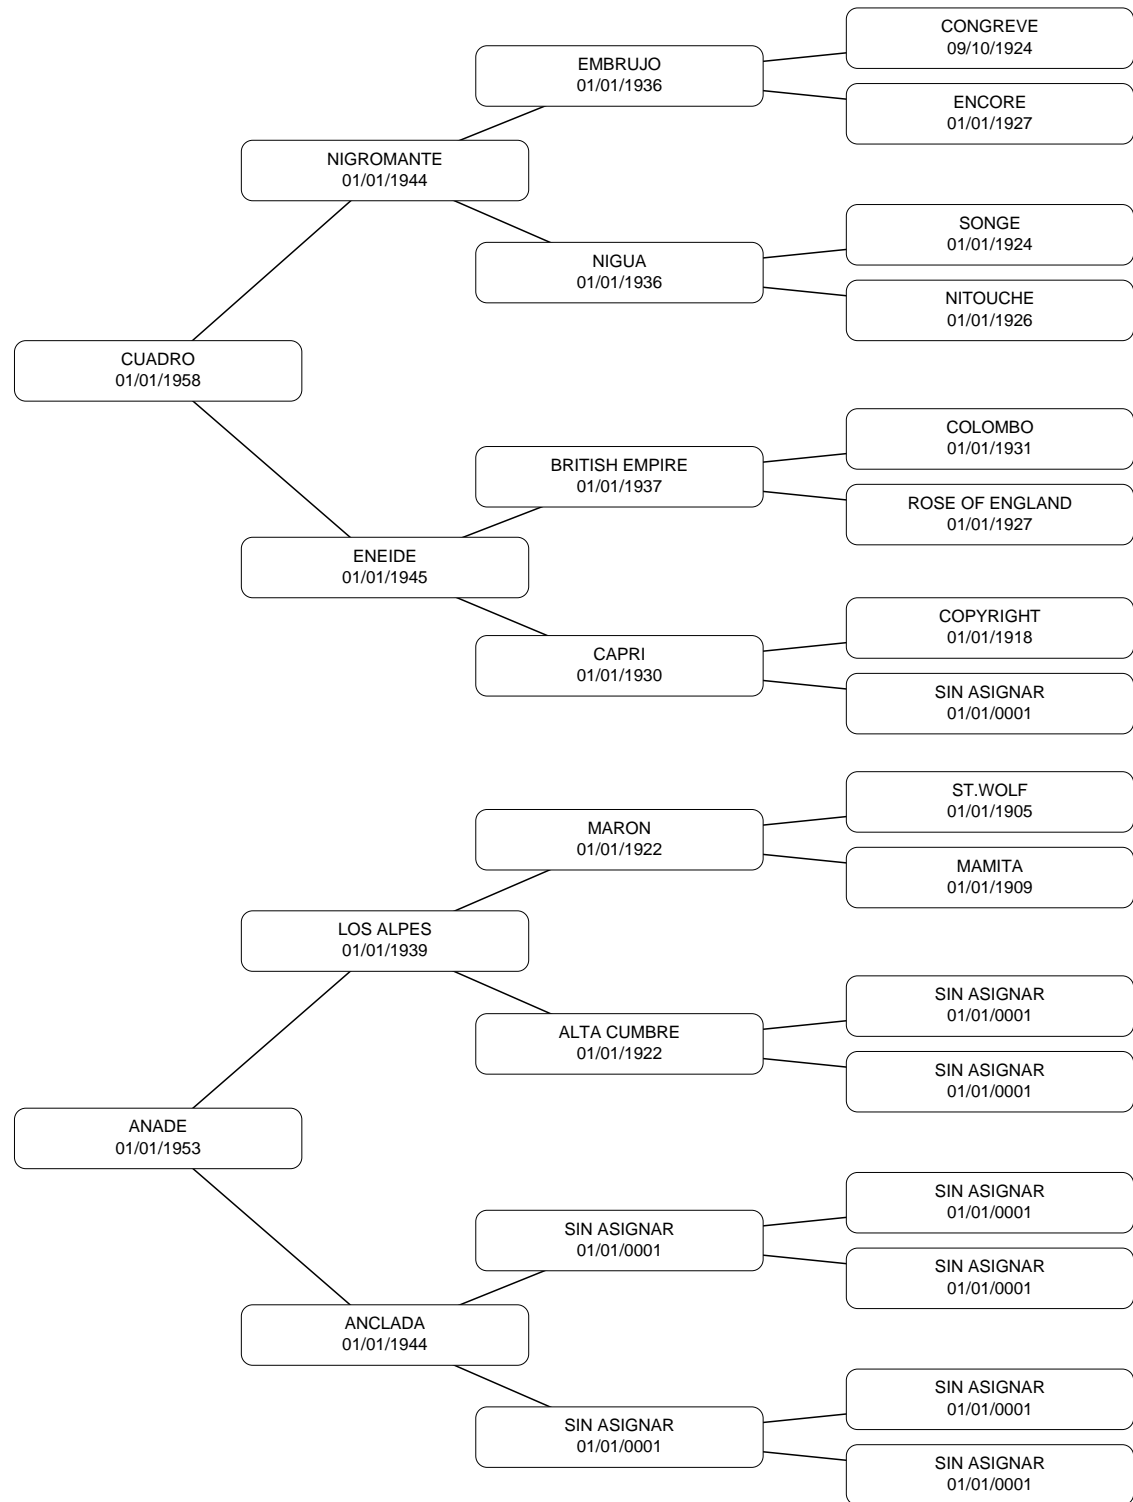 CONGREVE
09/10/1924
EMBRUJO
01/01/1936
ENCORE
01/01/1927
NIGROMANTE
01/01/1944
SONGE
01/01/1924
NIGUA
01/01/1936
NITOUCHE
01/01/1926
CUADRO
01/01/1958
COLOMBO
01/01/1931
BRITISH EMPIRE
01/01/1937
ROSE OF ENGLAND
01/01/1927
ENEIDE
01/01/1945
COPYRIGHT
01/01/1918
CAPRI
01/01/1930
SIN ASIGNAR
01/01/0001
ST.WOLF
01/01/1905
MARON
01/01/1922
MAMITA
01/01/1909
LOS ALPES
01/01/1939
SIN ASIGNAR
01/01/0001
ALTA CUMBRE
01/01/1922
SIN ASIGNAR
01/01/0001
ANADE
01/01/1953
SIN ASIGNAR
01/01/0001
SIN ASIGNAR
01/01/0001
SIN ASIGNAR
01/01/0001
ANCLADA
01/01/1944
SIN ASIGNAR
01/01/0001
SIN ASIGNAR
01/01/0001
SIN ASIGNAR
01/01/0001